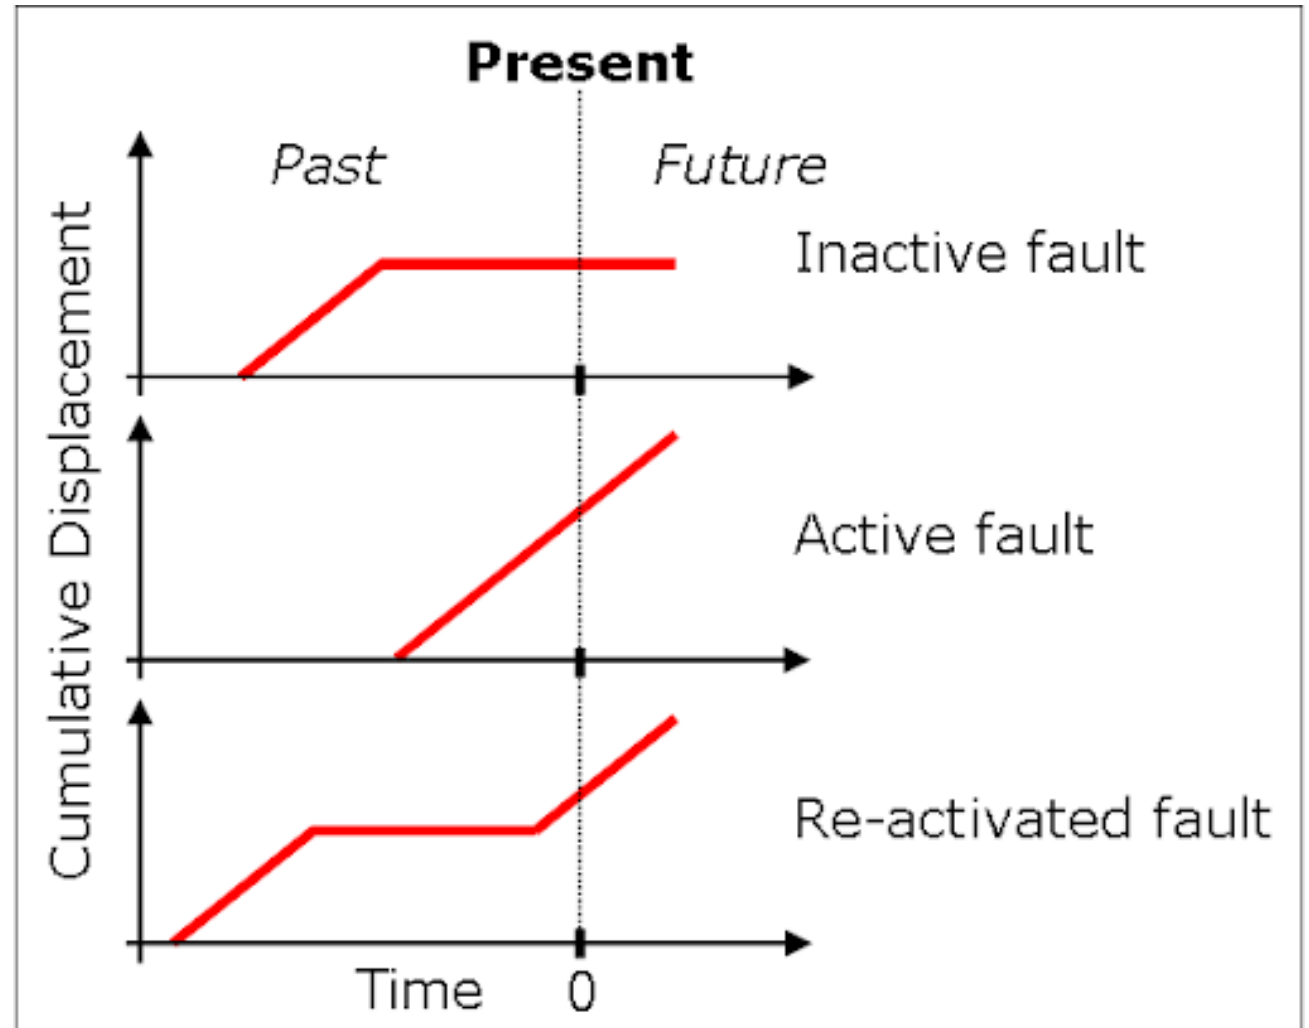 Present
Past
Future
Inactive fault
Cumulative Displacement
Active fault
Re-activated fault
Time
0